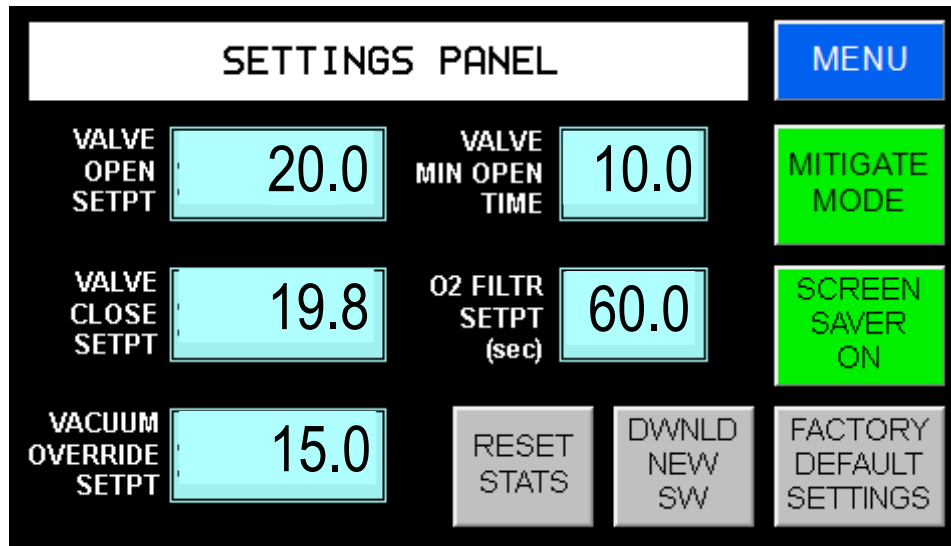 SETTINGS PANEL
MENU
VALVE
OPEN
SETPT
20.0
VALVE
MIN OPEN
TIME
10.0
MITIGATE
MODE
VALVE
CLOSE
SETPT
19.8
O2 FILTR
SETPT
(sec)
60.0
SCREEN
SAVER
ON
VACUUM
OVERRIDE
SETPT
15.0
RESET
STATS
DWNLD
NEW
SW
FACTORY
DEFAULT
SETTINGS